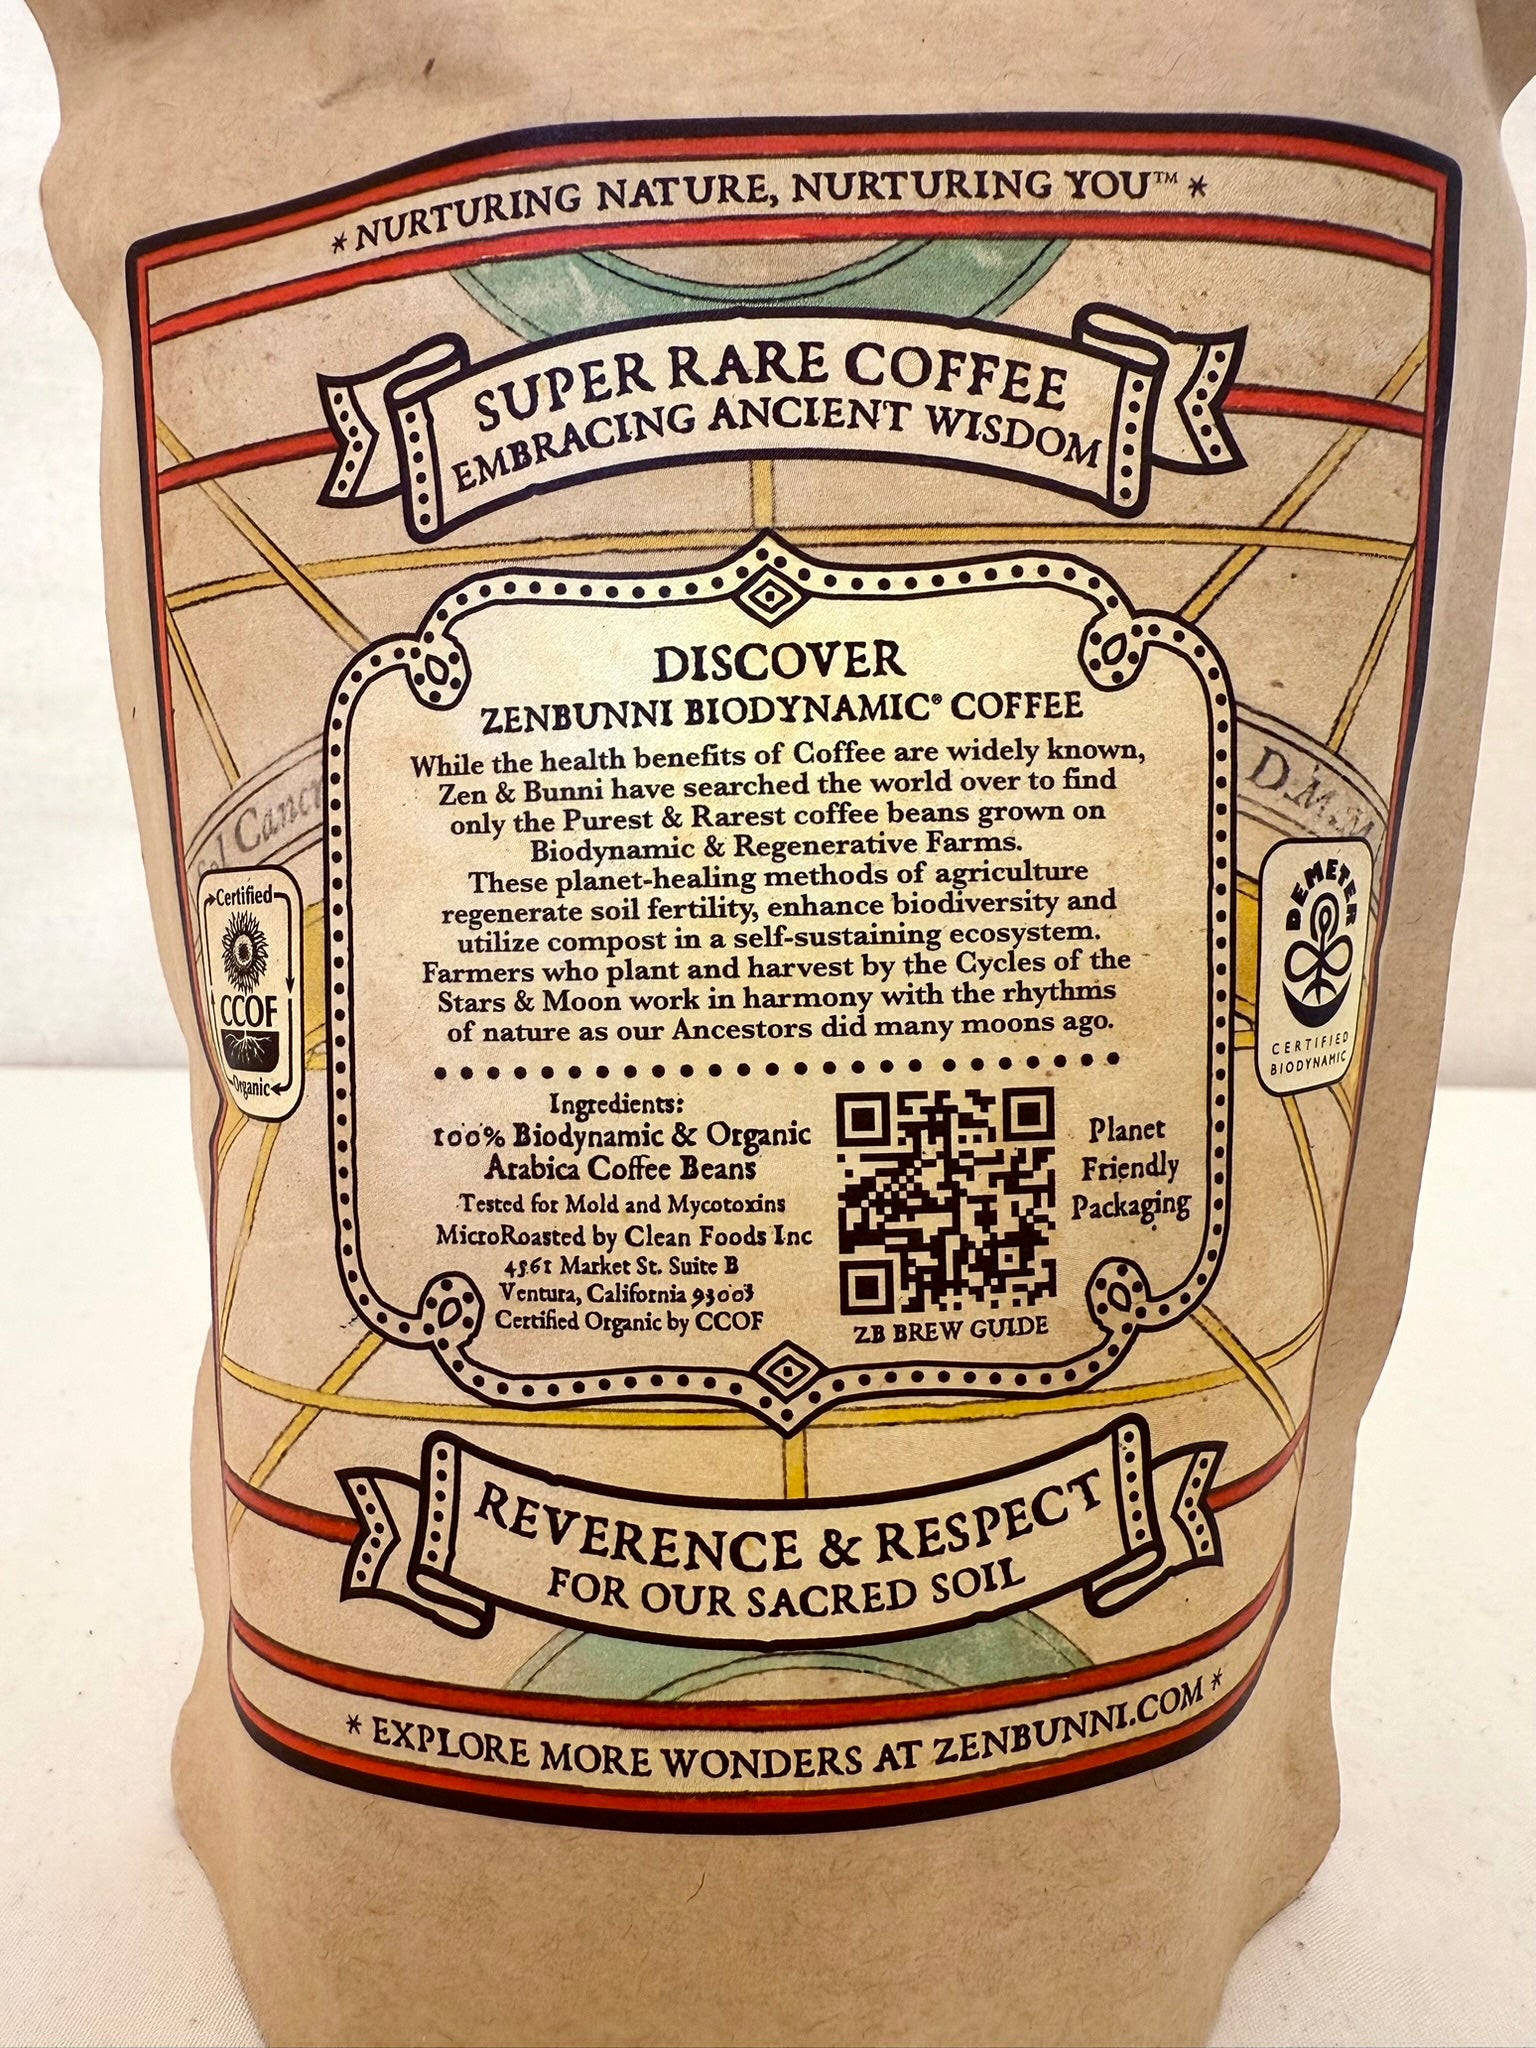 * NURTURING NATURE, NURTURING YOU™ *
SUPER RARE COFFEE
EMBRACING ANCIENT WISDOM
DISCOVER
ZENBUNNI BIODYNAMIC® COFFEE
While the health benefits of Coffee are widely known,
Zen & Bunni have searched the world over to find
only the Purest & Rarest coffee beans grown on
Biodynamic & Regenerative Farms.
These planet-healing methods of agriculture
regenerate soil fertility, enhance biodiversity and
utilize compost in a self-sustaining ecosystem.
Farmers who plant and harvest by the Cycles of the
Stars & Moon work in harmony with the rhythms
of nature as our Ancestors did many moons ago.
Certified
CCOF
Organic
DEMETER
CERTIFIED
BIODYNAMIC
Ingredients:
100% Biodynamic & Organic
Arabica Coffee Beans
Tested for Mold and Mycotoxins
MicroRoasted by Clean Foods Inc
4561 Market St. Suite B
Ventura, California 93003
Certified Organic by CCOF
ZB BREW GUIDE
Planet
Friendly
Packaging
REVERENCE & RESPECT
FOR OUR SACRED SOIL
* EXPLORE MORE WONDERS AT ZENBUNNI.COM *